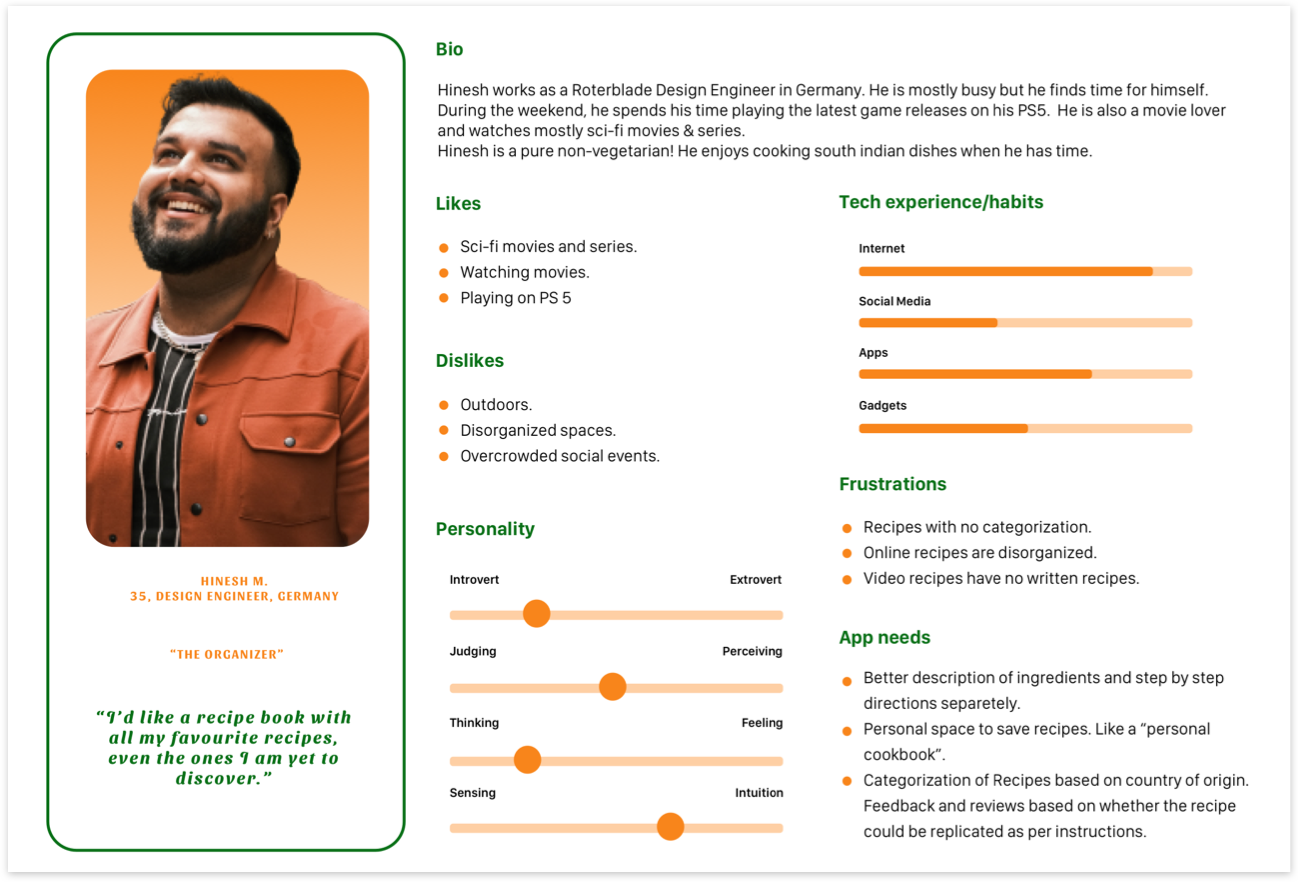 HINESH M.
35, DESIGN ENGINEER, GERMANY
"THE ORGANIZER"
“I’d like a recipe book with
all my favourite recipes,
even the ones I am yet to
discover.”
Bio
Hinesh works as a Roterblade Design Engineer in Germany. He is mostly busy but he finds time for himself.
During the weekend, he spends his time playing the latest game releases on his PS5. He is also a movie lover
and watches mostly sci-fi movies & series.
Hinesh is a pure non-vegetarian! He enjoys cooking south indian dishes when he has time.
Likes
Sci-fi movies and series.
Watching movies.
Playing on PS 5
Dislikes
Outdoors.
Disorganized spaces.
Overcrowded social events.
Personality
Introvert Extrovert
Judging Perceiving
Thinking Feeling
Sensing Intuition
Tech experience/habits
Internet
Social Media
Apps
Gadgets
Frustrations
Recipes with no categorization.
Online recipes are disorganized.
Video recipes have no written recipes.
App needs
Better description of ingredients and step by step
directions separetely.
Personal space to save recipes. Like a “personal
cookbook”.
Categorization of Recipes based on country of origin.
Feedback and reviews based on whether the recipe
could be replicated as per instructions.